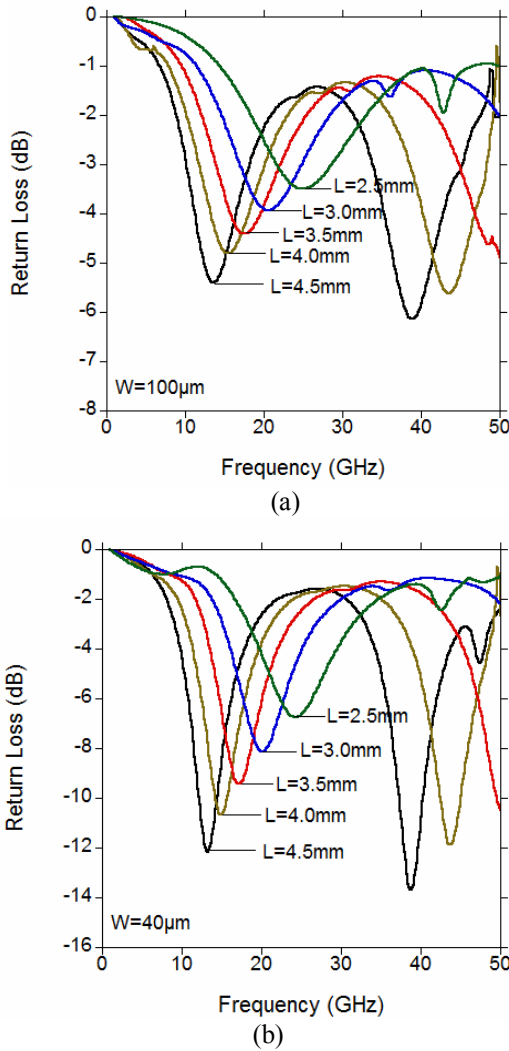 0
-1
-2
-3
-4
-5
-6
-7
-8
Return Loss (dB)
L=2.5mm
L=3.0mm
L=3.5mm
L=4.0mm
L=4.5mm
W=100µm
0 10 20 30 40 50
Frequency (GHz)
(a)
0
-2
-4
-6
-8
-10
-12
-14
-16
Return Loss (dB)
L=2.5mm
L=3.0mm
L=3.5mm
L=4.0mm
L=4.5mm
W=40µm
0 10 20 30 40 50
Frequency (GHz)
(b)